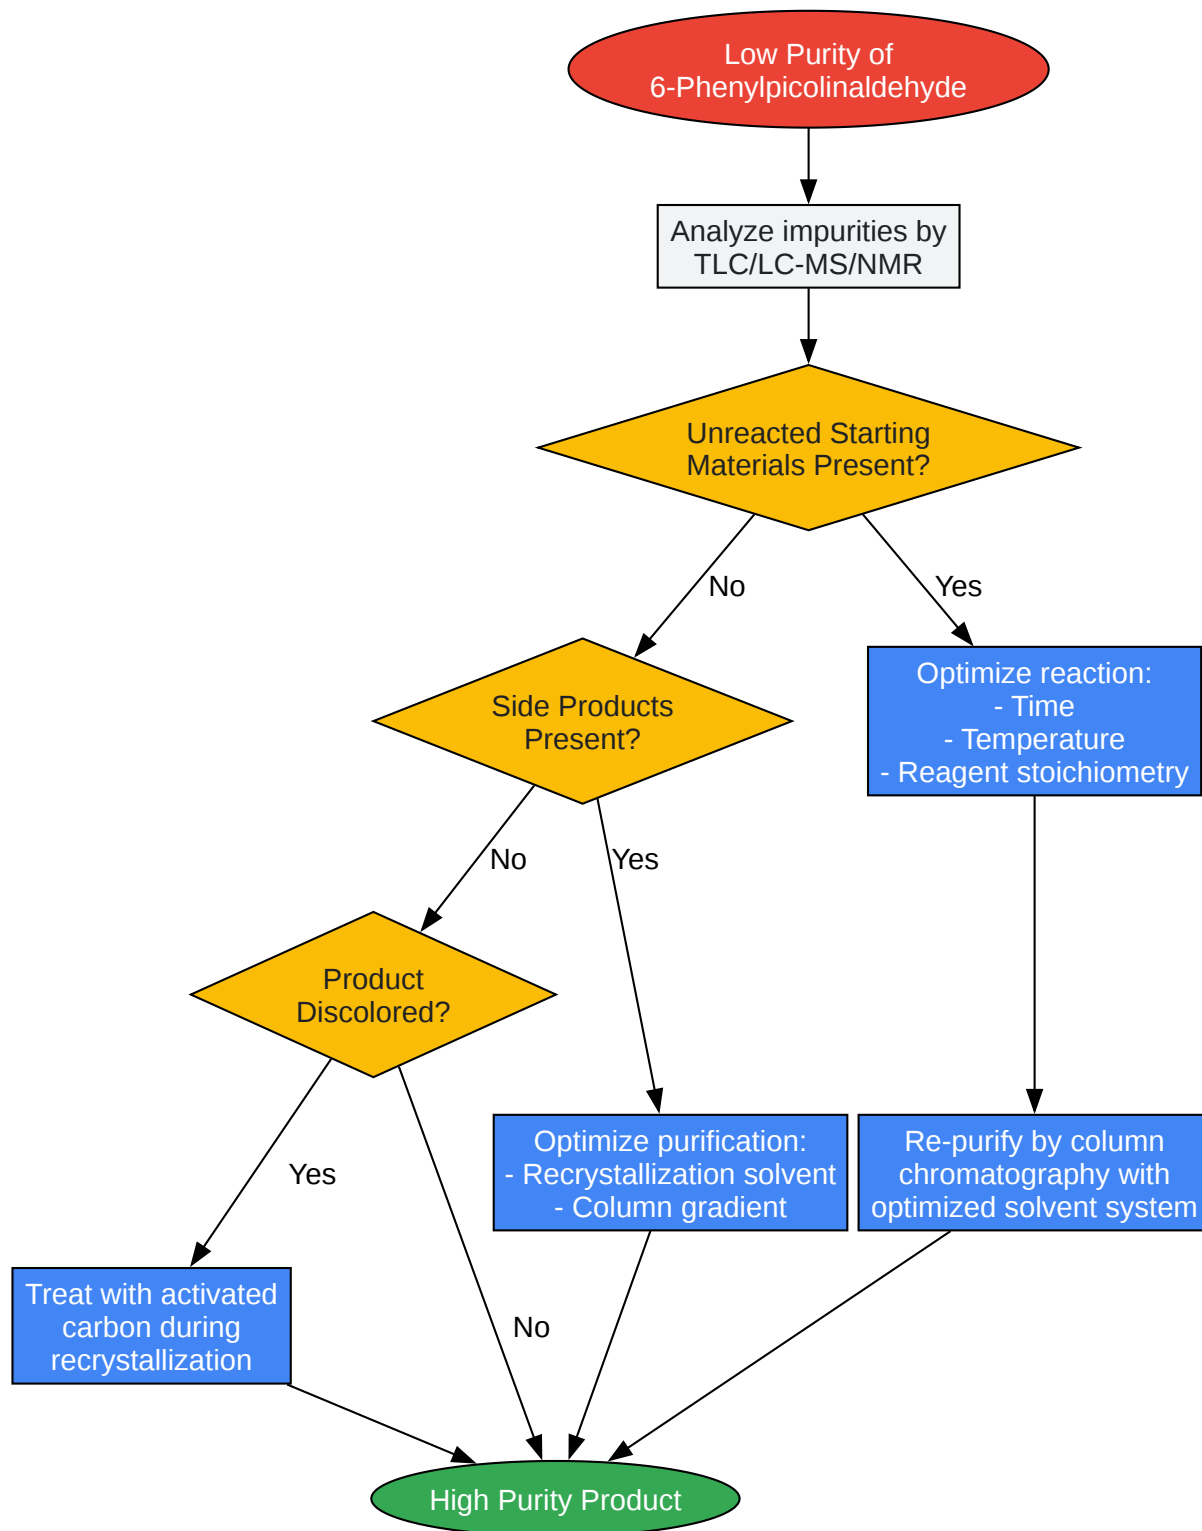 Low Purity of
6-Phenylpicolinaldehyde
Analyze impurities by
TLC/LC-MS/NMR
Unreacted Starting
Materials Present?
No
Yes
Side Products
Present?
Optimize reaction:
- Time
- Temperature
- Reagent stoichiometry
No
Yes
Product
Discolored?
Yes
No
Optimize purification:
- Recrystallization solvent
- Column gradient
Re-purify by column
chromatography with
optimized solvent system
Treat with activated
carbon during
recrystallization
High Purity Product